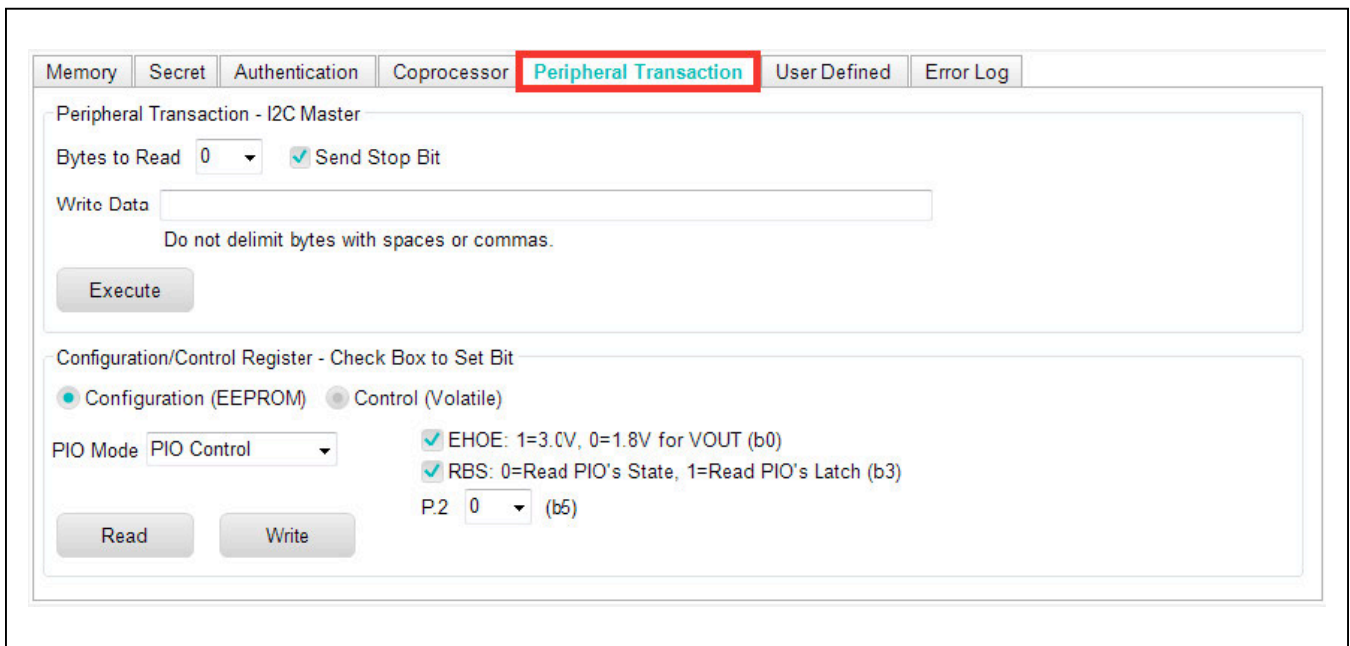 Memory Secret Authentication Coprocessor Peripheral Transaction User Defined Error Log
Peripheral Transaction - I2C Master
Bytes to Read 0 Send Stop Bit
Write Data
Do not delimit bytes with spaces or commas.
Execute
Configuration/Control Register - Check Box to Set Bit
Configuration (EEPROM) Control (Volatile)
PIO Mode PIO Control
EHOE: 1=3.0V, 0=1.8V for VOUT (b0)
RBS: 0=Read PIO's State, 1=Read PIO's Latch (b3)
P.2 0 (b5)
Read Write